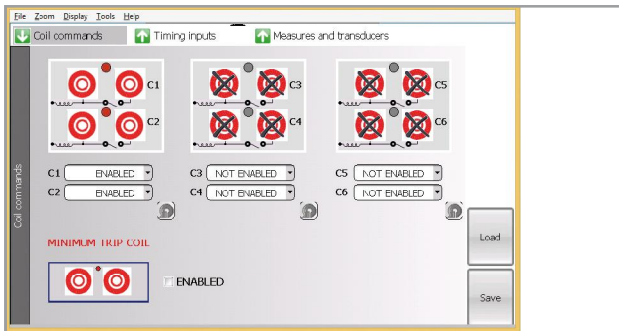 File Zoom Display Tools Help
Coil commands Timing inputs Measures and transducers
C1 C3 C5
C2 C4 C6
Coil commands
C1 ENABLED C3 NOT ENABLED C5 NOT ENABLED
C2 ENABLED C4 NOT ENABLED C6 NOT ENABLED
MINIMUM TRIP COIL
ENABLED
Load
Save